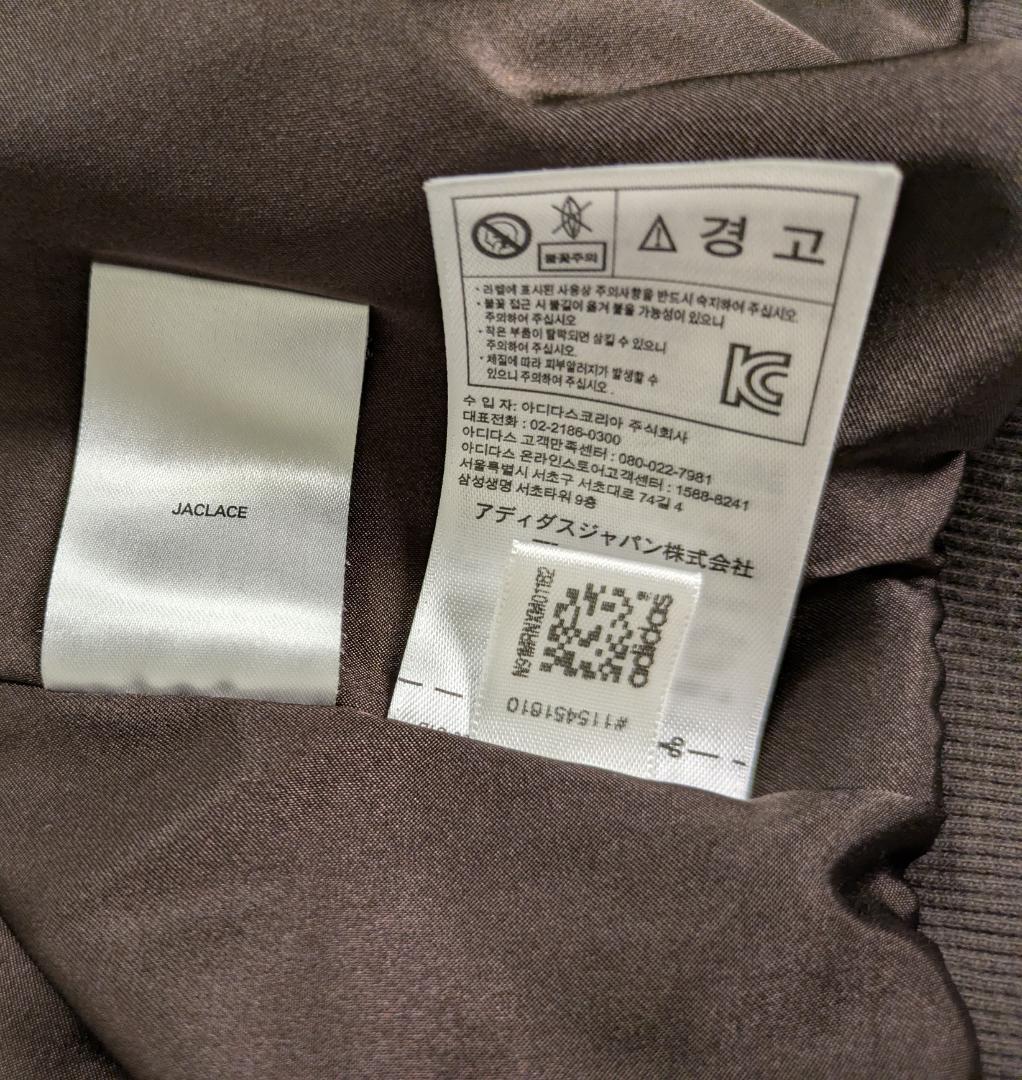 JACLACE
불꽃주의
경 고
· 라벨에 표시된 사용상 주의사항을 반드시 숙지하여 주십시오.
· 불꽃 접근 시 불길이 옮겨 붙을 가능성이 있으니
주의하여 주십시오
· 작은 부품이 탈락되면 삼킬 수 있으니
주의하여 주십시오.
· 체질에 따라 피부알러지가 발생할 수
있으니 주의하여 주십시오.
수 입 자: 아디다스코리아 주식회사
대표전화 : 02-2186-0300
아디다스 고객만족센터 : 080-022-7981
아디다스 온라인스토어고객센터 : 1588-8241
서울특별시 서초구 서초대로 74길 4
삼성생명 서초타워 9층
アディダスジャパン株式会社
adidas
#115451610